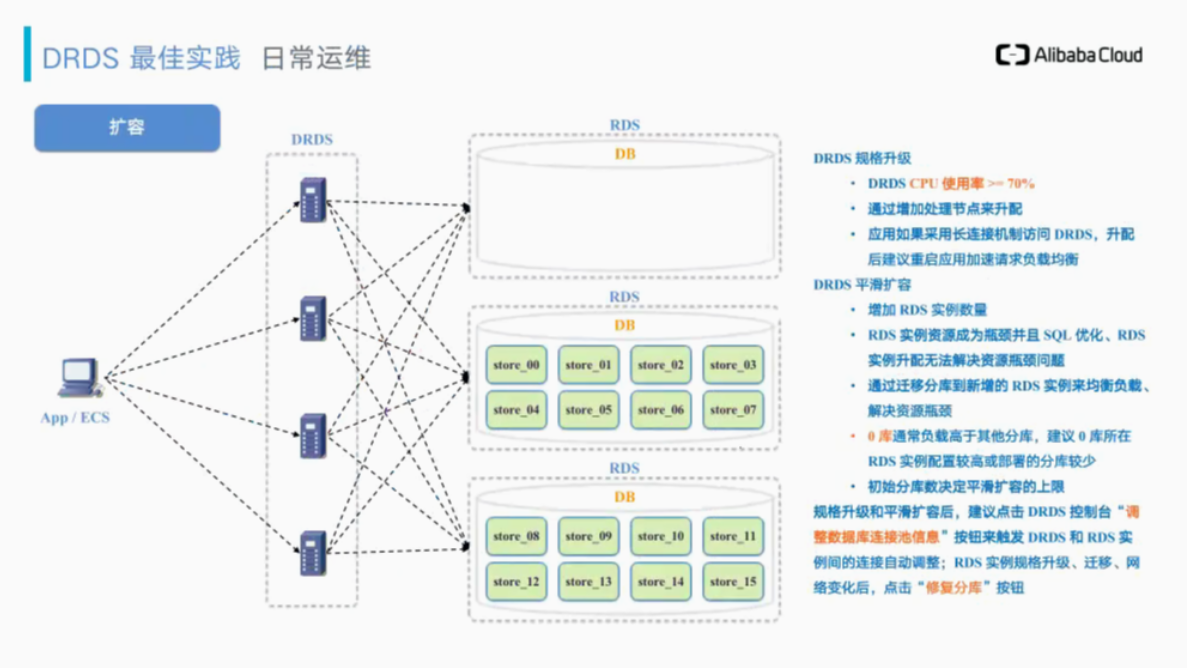 DRDS 最佳实践 日常运维
Alibaba Cloud
扩容
DRDS
App / ECS
RDS
DB
RDS
DB
store_00 store_01 store_02 store_03
store_04 store_05 store_06 store_07
RDS
DB
store_08 store_09 store_10 store_11
store_12 store_13 store_14 store_15
DRDS 规格升级
• DRDS CPU 使用率 >= 70%
• 通过增加处理节点来升配
• 应用如果采用长连接机制访问 DRDS，升配
后建议重启应用加速请求负载均衡
DRDS 平滑扩容
• 增加 RDS 实例数量
• RDS 实例资源成为瓶颈并且 SQL 优化、RDS
实例升配无法解决资源瓶颈问题
• 通过迁移分库到新增的 RDS 实例来均衡负载、
解决资源瓶颈
• 0 库通常负载高于其他分库，建议 0 库所在
RDS 实例配置较高或部署的分库较少
• 初始分库数决定平滑扩容的上限
规格升级和平滑扩容后，建议点击 DRDS 控制台“调
整数据库连接池信息”按钮来触发 DRDS 和 RDS 实
例间的连接自动调整；RDS 实例规格升级、迁移、网
络变化后，点击“修复分库”按钮